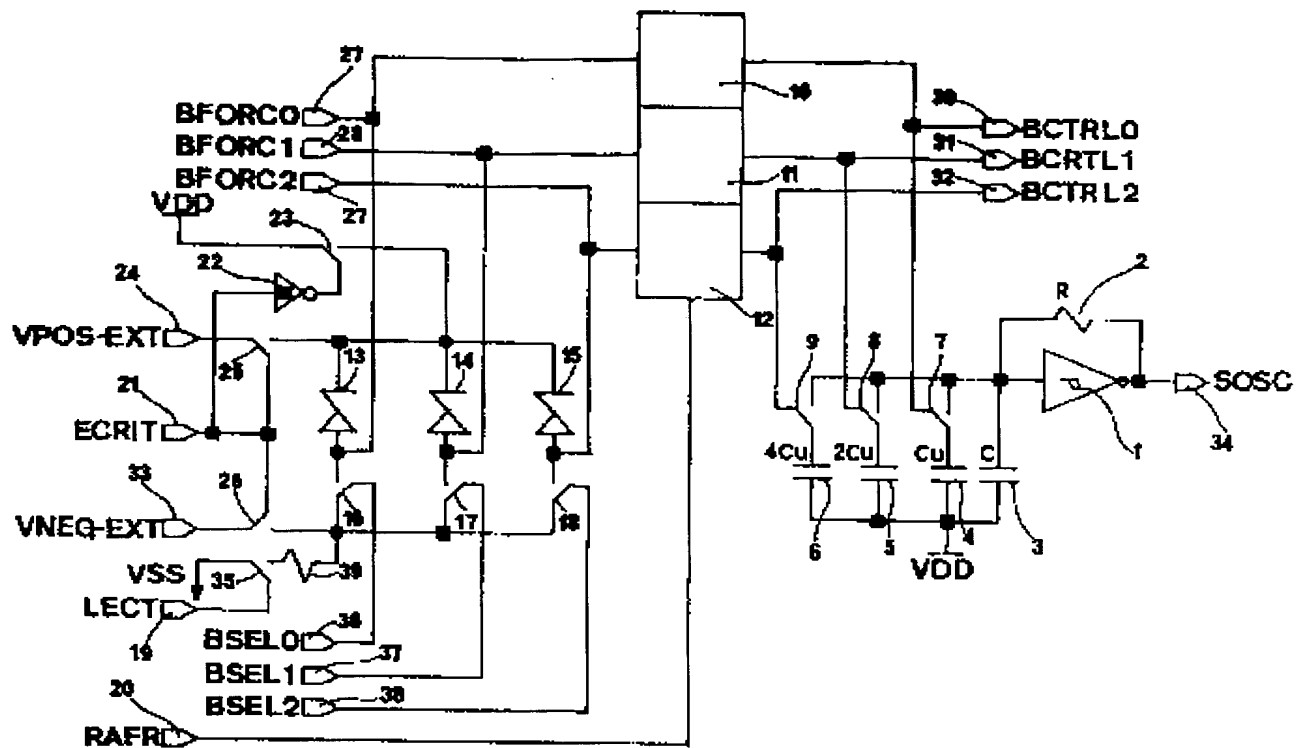 27
BFORC0
28
BFORC1
BFORC2
27
VDD
23
22
24
VPOS-EXT
25
21
ECRIT
33
26
VNEQ-EXT
VSS
35
39
LECT
19
13
14
15
16
17
18
36
BSEL0
37
BSEL1
38
BSEL2
20
RAFR
10
11
12
30
BCTRL0
31
BCRTL1
32
BCTRL2
2
R
9
8
7
SOSC
34
1
4Cu
2Cu
Cu
C
6
5
4
3
VDD